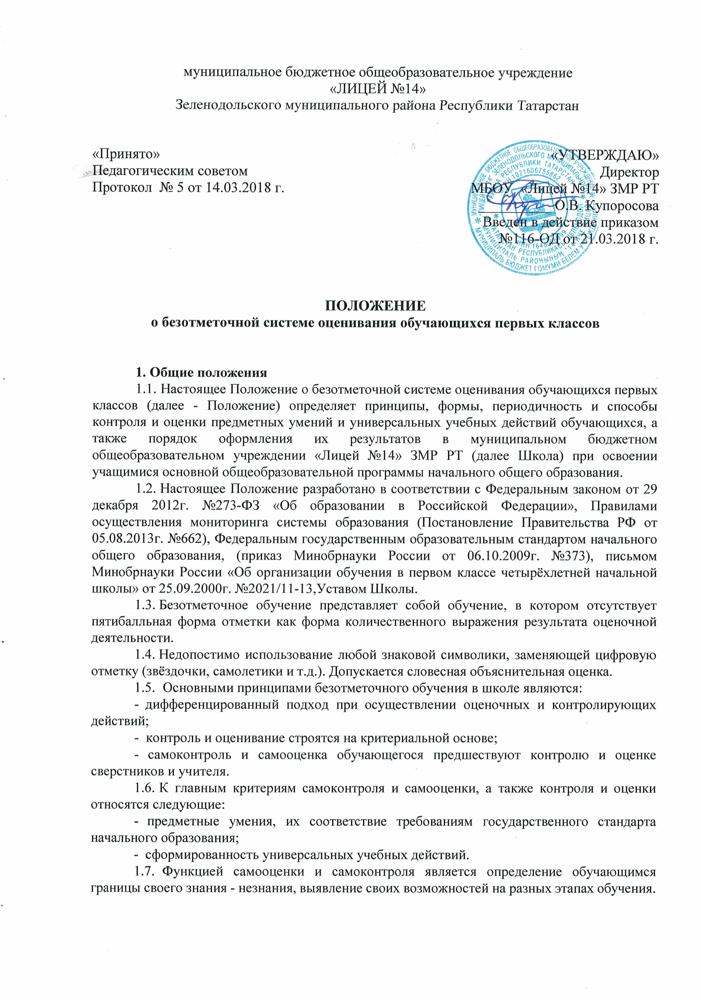 муниципальное бюджетное общеобразовательное учреждение
«ЛИЦЕЙ №14»
Зеленодольского муниципального района Республики Татарстан
«Принято»
Педагогическим советом
Протокол № 5 от 14.03.2018 г.
«УТВЕРЖДАЮ»
Директор
МБОУ «Лицей №14» ЗМР РТ
__________ О.В. Купоросова
Введен в действие приказом
№116-ОД от 21.03.2018 г.
ПОЛОЖЕНИЕ
о безотметочной системе оценивания обучающихся первых классов
1. Общие положения
1.1. Настоящее Положение о безотметочной системе оценивания обучающихся первых
классов (далее - Положение) определяет принципы, формы, периодичность и способы
контроля и оценки предметных умений и универсальных учебных действий обучающихся, а
также порядок оформления их результатов в муниципальном бюджетном
общеобразовательном учреждении «Лицей №14» ЗМР РТ (далее Школа) при освоении
учащимися основной общеобразовательной программы начального общего образования.
1.2. Настоящее Положение разработано в соответствии с Федеральным законом от 29
декабря 2012г. №273-ФЗ «Об образовании в Российской Федерации», Правилами
осуществления мониторинга системы образования (Постановление Правительства РФ от
05.08.2013г. №662), Федеральным государственным образовательным стандартом начального
общего образования, (приказ Минобрнауки России от 06.10.2009г. №373), письмом
Минобрнауки России «Об организации обучения в первом классе четырёхлетней начальной
школы» от 25.09.2000г. №2021/11-13,Уставом Школы.
1.3. Безотметочное обучение представляет собой обучение, в котором отсутствует
пятибалльная форма отметки как форма количественного выражения результата оценочной
деятельности.
1.4. Недопостимо использование любой знаковой символики, заменяющей цифровую
отметку (звёздочки, самолетики и т.д.). Допускается словесная объяснительная оценка.
1.5. Основными принципами безотметочного обучения в школе являются:
- дифференцированный подход при осуществлении оценочных и контролирующих
действий;
- контроль и оценивание строятся на критериальной основе;
- самоконтроль и самооценка обучающегося предшествуют контролю и оценке
сверстников и учителя.
1.6. К главным критериям самоконтроля и самооценки, а также контроля и оценки
относятся следующие:
- предметные умения, их соответствие требованиям государственного стандарта
начального образования;
- сформированность универсальных учебных действий.
1.7. Функцией самооценки и самоконтроля является определение обучающимся
границы своего знания - незнания, выявление своих возможностей на разных этапах обучения.